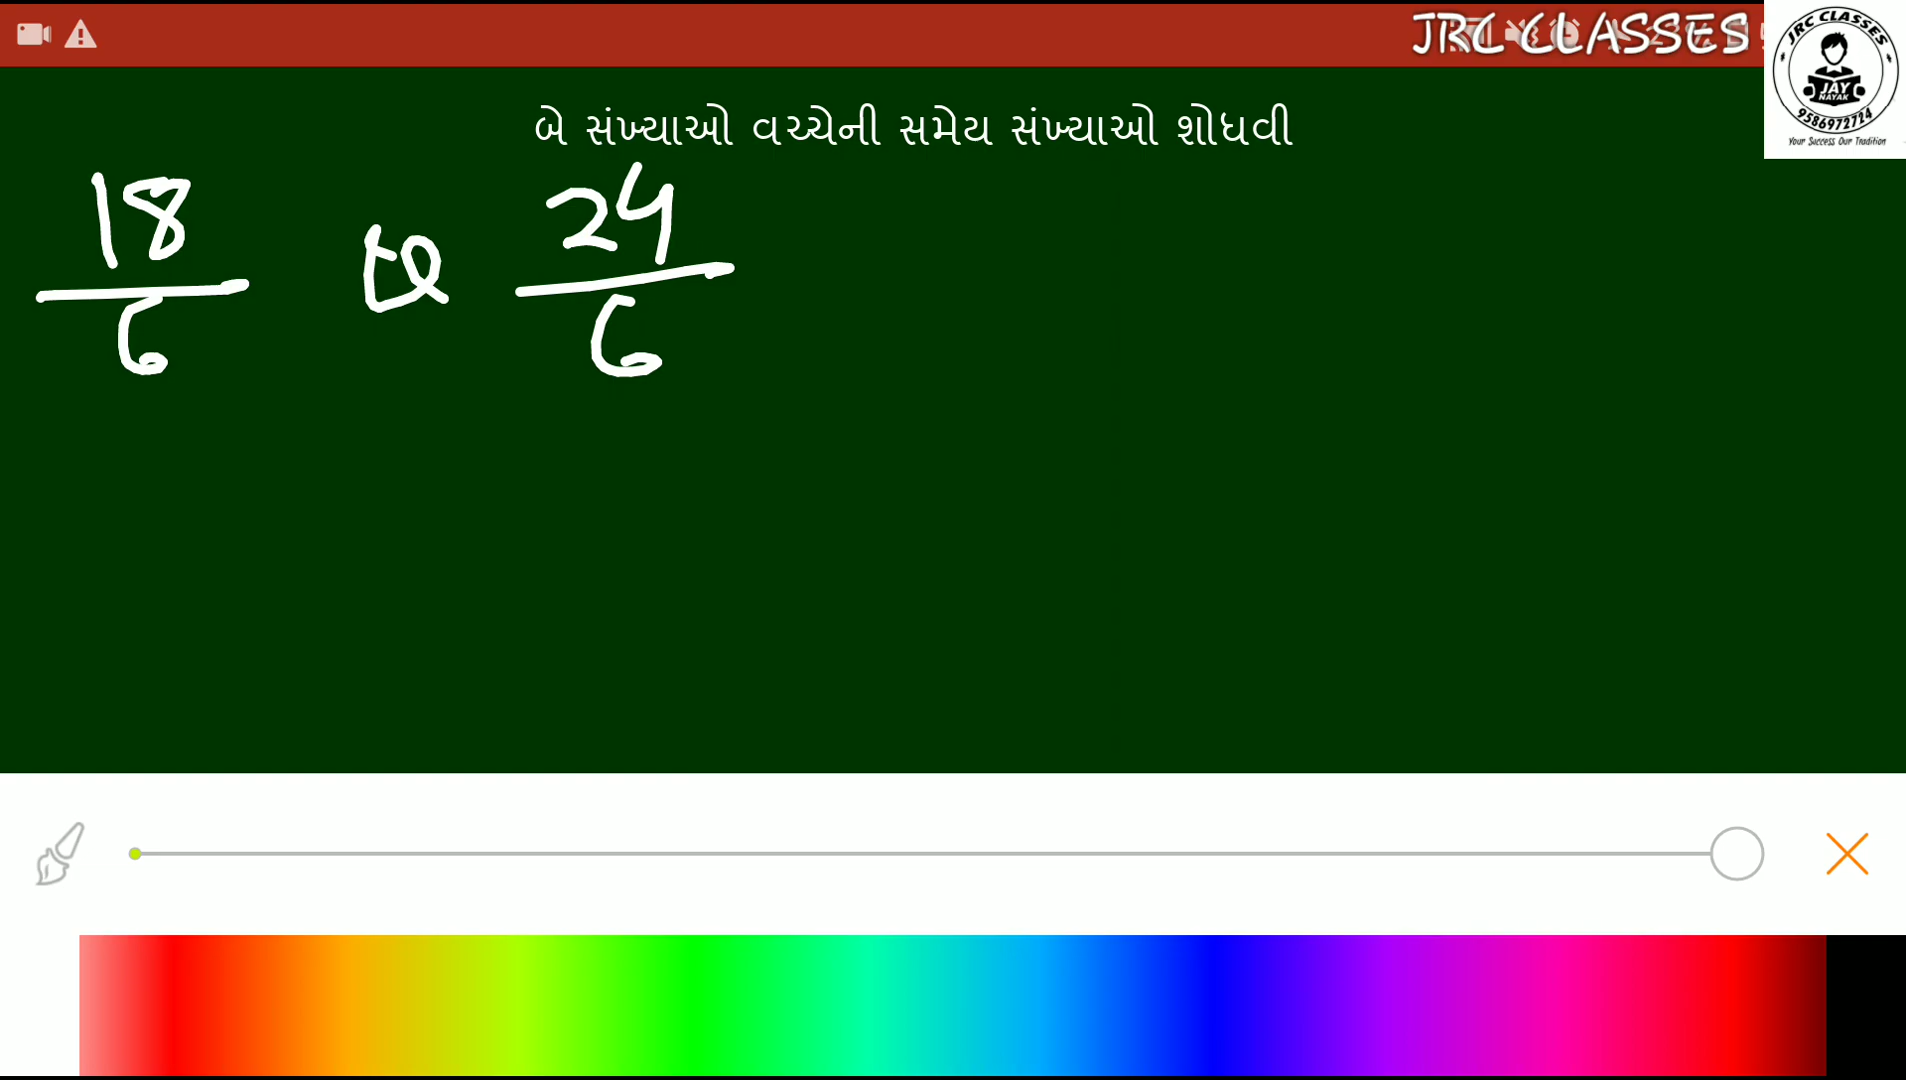 JRC CLASSES
JRC CLASSES
JAY
NAYAK
9586972724
Your Success Our Tradition
બે સંખ્યાઓ વચ્ચેની સમેય સંખ્યાઓ શોધવી
18 & 24
6 6